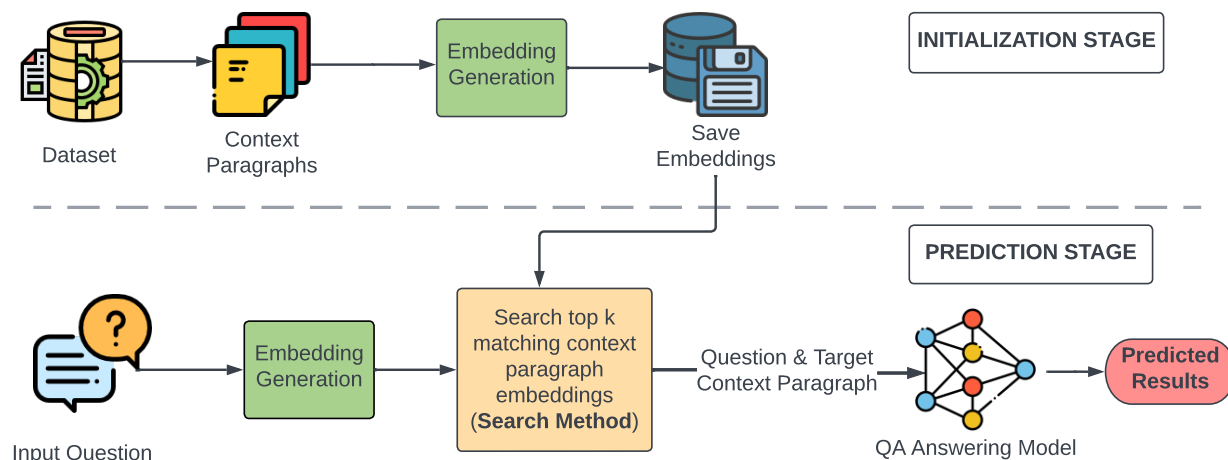 Embedding
Generation
INITIALIZATION STAGE
Dataset
Context
Paragraphs
Save
Embeddings
PREDICTION STAGE
?
Input Question
Embedding
Generation
Search top k
matching context
paragraph
embeddings
(Search Method)
Question & Target
Context Paragraph
QA Answering Model
Predicted
Results